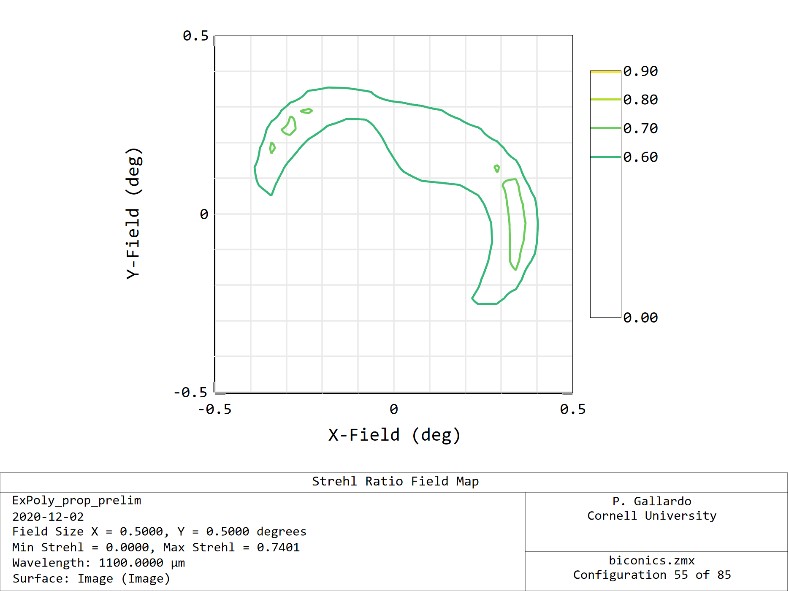 0.5
0
-0.5
-0.5
0
0.5
Y-Field (deg)
X-Field (deg)
0.90
0.80
0.70
0.60
0.00
Strehl Ratio Field Map
ExPoly_prop_prelim
2020-12-02
Field Size X = 0.5000, Y = 0.5000 degrees
Min Strehl = 0.0000, Max Strehl = 0.7401
Wavelength: 1100.0000 µm
Surface: Image (Image)
P. Gallardo
Cornell University
biconics.zmx
Configuration 55 of 85